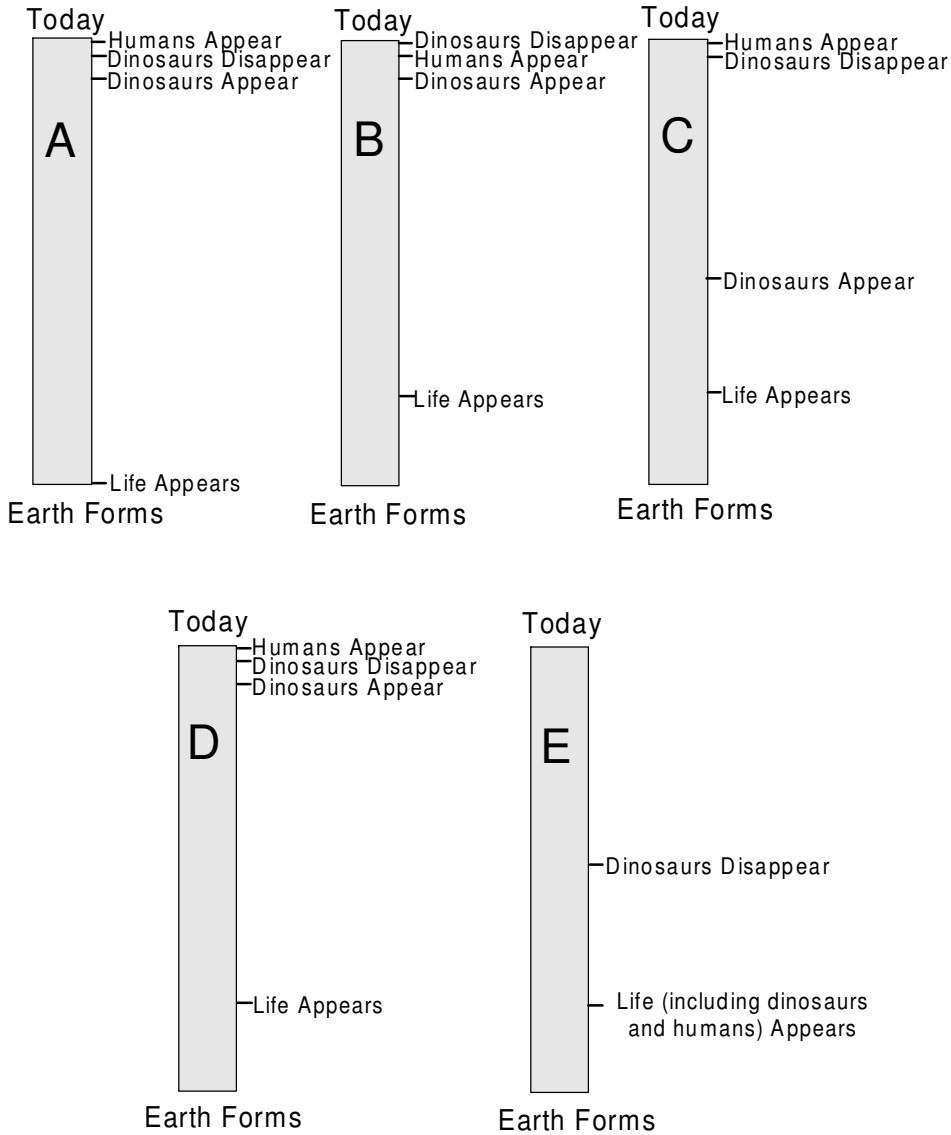 Today
Humans Appear
Dinosaurs Disappear
Dinosaurs Appear
A
Life Appears
Earth Forms
Today
Dinosaurs Disappear
Humans Appear
Dinosaurs Appear
B
Life Appears
Earth Forms
Today
Humans Appear
Dinosaurs Disappear
C
Dinosaurs Appear
Life Appears
Earth Forms
Today
Humans Appear
Dinosaurs Disappear
Dinosaurs Appear
D
Life Appears
Earth Forms
Today
E
Dinosaurs Disappear
Life (including dinosaurs
and humans) Appears
Earth Forms